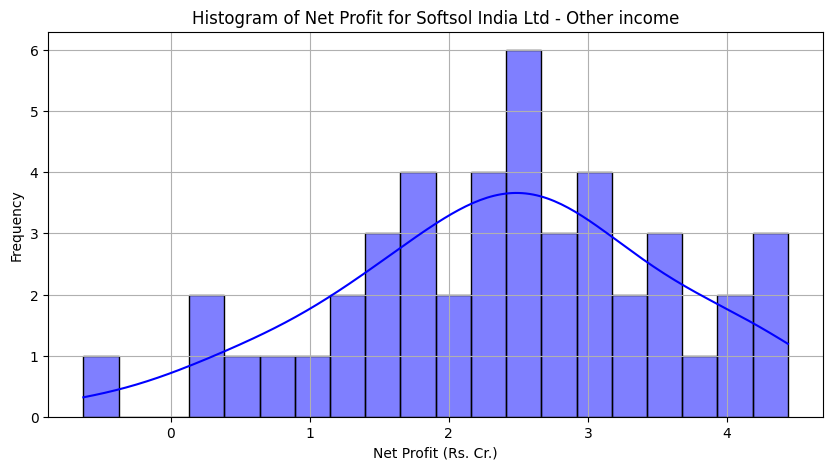 Histogram of Net Profit for Softsol India Ltd - Other income
6
5
4
3
2
1
0
Frequency
0 1 2 3 4
Net Profit (Rs. Cr.)